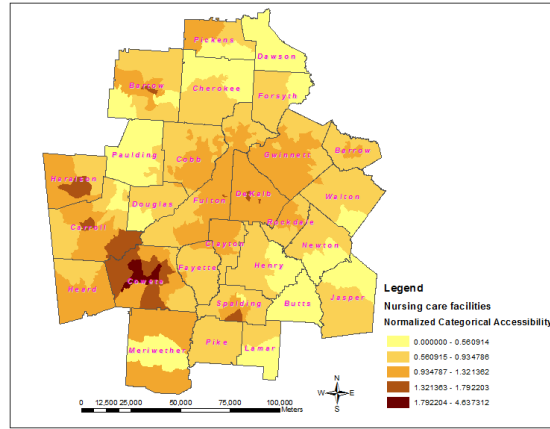 Pickens
Dawson
Bartow
Cherokee
Forsyth
Paulding
Cobb
Gwinnett
Berrow
Haralson
Fulton
DeKalb
Walton
Douglas
Rockdale
Carroll
Clayton
Newton
Fayette
Henry
Coweta
Heard
Spalding
Butts
Jasper
Meriwether
Pike
Lamar
Legend
Nursing care facilities
Normalized Categorical Accessibility
0.000000 - 0.560914
0.560915 - 0.934786
0.934787 - 1.321362
1.321363 - 1.792203
1.792204 - 4.637312
0 12,500 25,000 50,000 75,000 100,000
Meters
N
W E
S